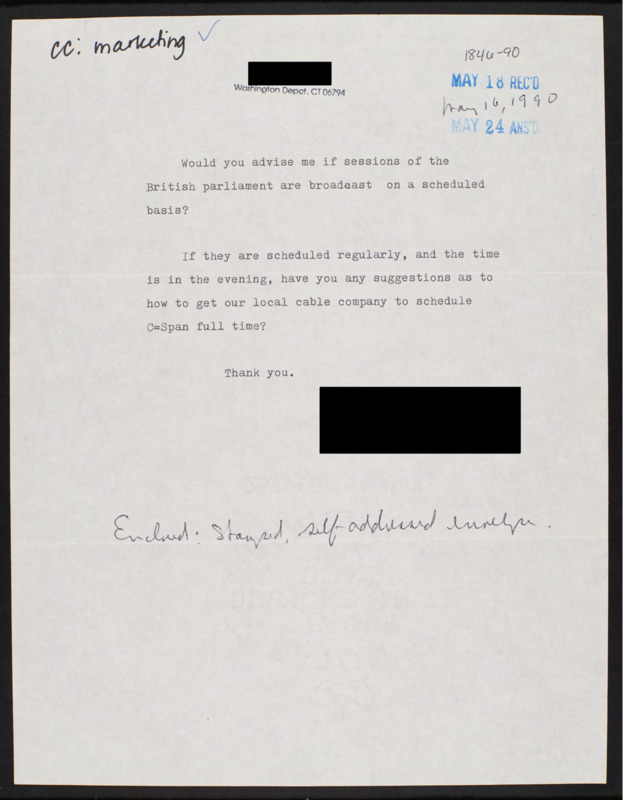 cc: marketing ✓
1846-90
Washington Depot, CT 06794
MAY 18 REC'D
May 16, 1990
MAY 24 ANS'D
Would you advise me if sessions of the
British parliament are broadcast on a scheduled
basis?
If they are scheduled regularly, and the time
is in the evening, have you any suggestions as to
how to get our local cable company to schedule
C=Span full time?
Thank you.
Enclosed: Stamped, self-addressed envelope.